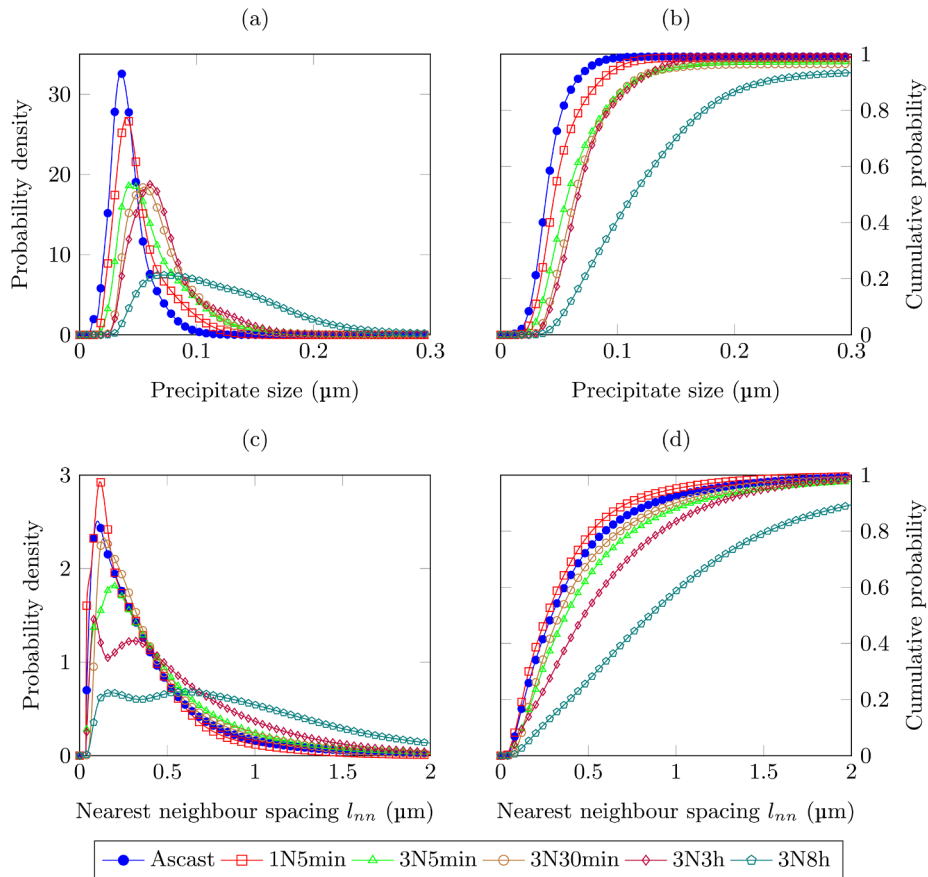 (a)
(b)
30
20
10
0
0
0.1
0.2
0.3
Probability density
Precipitate size (µm)
1
0.8
0.6
0.4
0.2
0
0
0.1
0.2
0.3
Cumulative probability
Precipitate size (µm)
(c)
(d)
3
2
1
0
0
0.5
1
1.5
2
Probability density
Nearest neighbour spacing lnn (µm)
1
0.8
0.6
0.4
0.2
0
0
0.5
1
1.5
2
Cumulative probability
Nearest neighbour spacing lnn (µm)
Ascast 1N5min 3N5min 3N30min 3N3h 3N8h